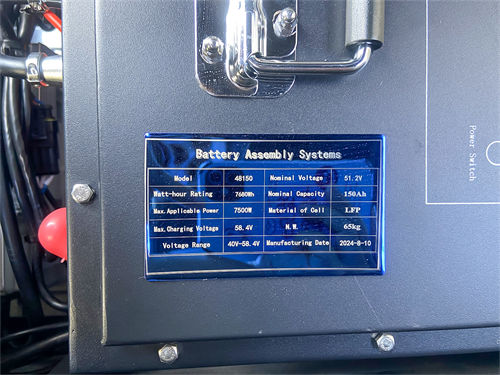 Battery Assembly Systems
Model 48150 Nominal Voltage 51.2V
Watt-hour Rating 7680Wh Nominal Capacity 150Ah
Max.Applicable Power 7500W Material of Cell LFP
Max.Charging Voltage 58.4V N.W. 65kg
Voltage Range 40V-58.4V Manufacturing Date 2024-8-10
Power Switch